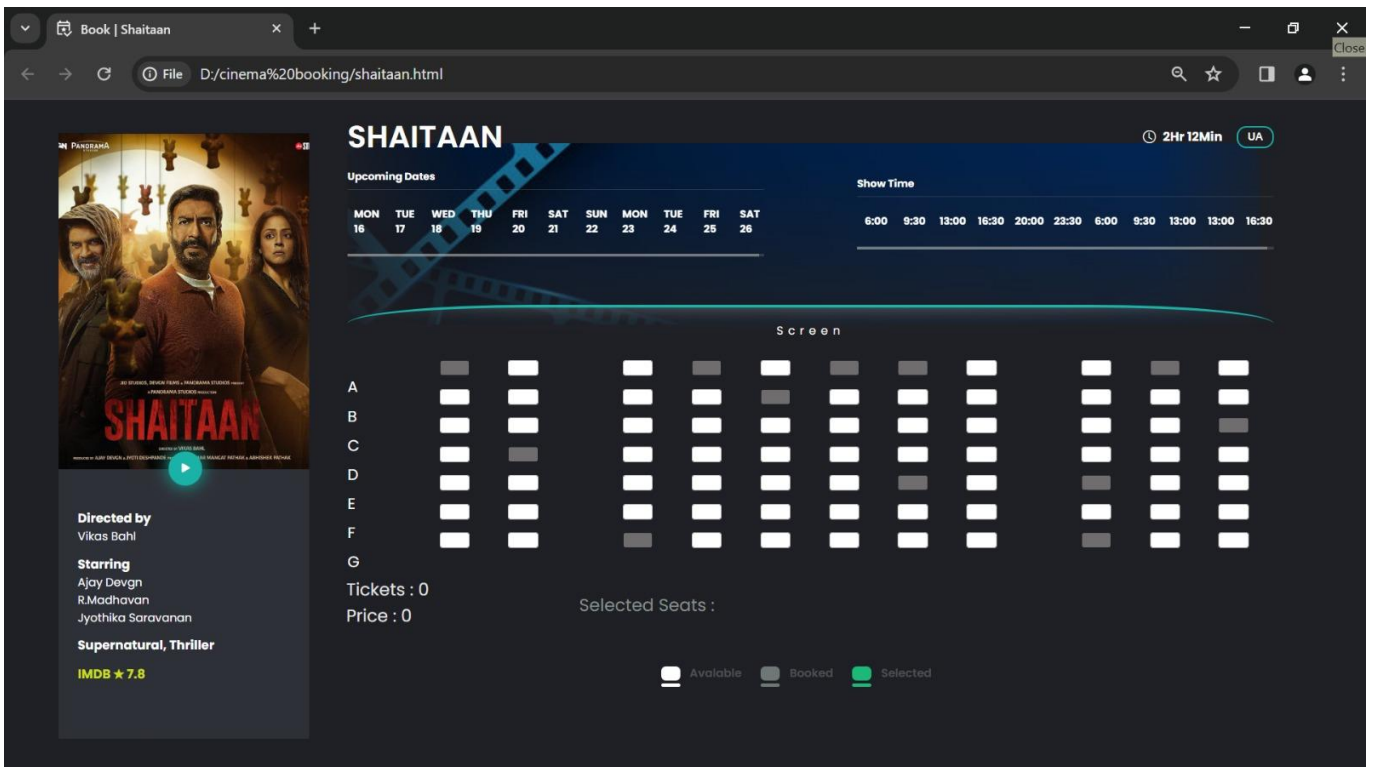 Book | Shaitaan
Close
File D:/cinema%20booking/shaitaan.html
PANORAMA
SHAITAAN
Directed by
Vikas Bahl
Starring
Ajay Devgn
R.Madhavan
Jyothika Saravanan
Supernatural, Thriller
IMDB ★ 7.8
SHAITAAN
2Hr 12Min UA
Upcoming Dates
MON TUE WED THU FRI SAT SUN MON TUE FRI SAT
16 17 18 19 20 21 22 23 24 25 26
Show Time
6:00 9:30 13:00 16:30 20:00 23:30 6:00 9:30 13:00 13:00 16:30
Screen
A
B
C
D
E
F
G
Tickets : 0
Price : 0
Selected Seats :
Avalable Booked Selected